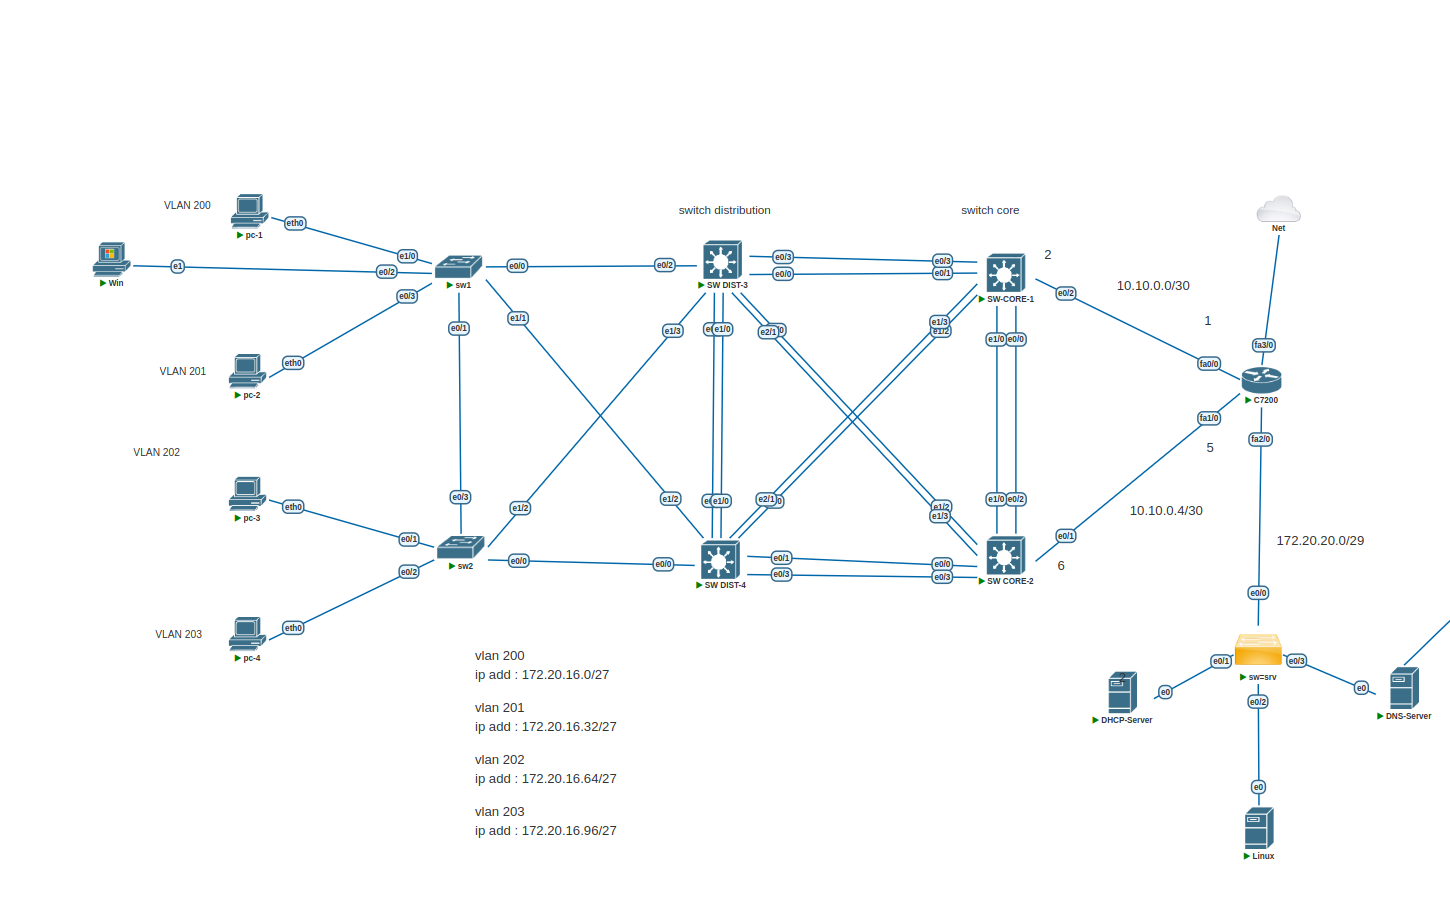 switch distribution
switch core
VLAN 200
pc-1
eth0
e1/0
Win
e1
e0/2
e0/3
sw1
e0/0
e0/1
e1/1
VLAN 201
pc-2
eth0
VLAN 202
pc-3
eth0
e0/1
VLAN 203
pc-4
eth0
e0/2
sw2
e0/3
e1/2
e0/0
e0/2
SW DIST-3
e0/3
e0/0
e1/3
e1/0
e2/1
e1/2
e1/0
e2/1
e0/0
SW DIST-4
e0/1
e0/3
e0/3
e0/1
SW-CORE-1
2
e0/2
e1/3
e1/2
e1/0
e0/0
e1/0
e0/2
e1/2
e1/3
e0/0
e0/3
SW CORE-2
e0/1
6
10.10.0.0/30
1
fa0/0
Net
fa3/0
C7200
fa1/0
5
fa2/0
10.10.0.4/30
172.20.20.0/29
e0/0
e0/1
e0/3
sw=srv
e0/2
2
DHCP-Server
e0
e0
DNS-Server
e0
Linux
vlan 200
ip add : 172.20.16.0/27
vlan 201
ip add : 172.20.16.32/27
vlan 202
ip add : 172.20.16.64/27
vlan 203
ip add : 172.20.16.96/27